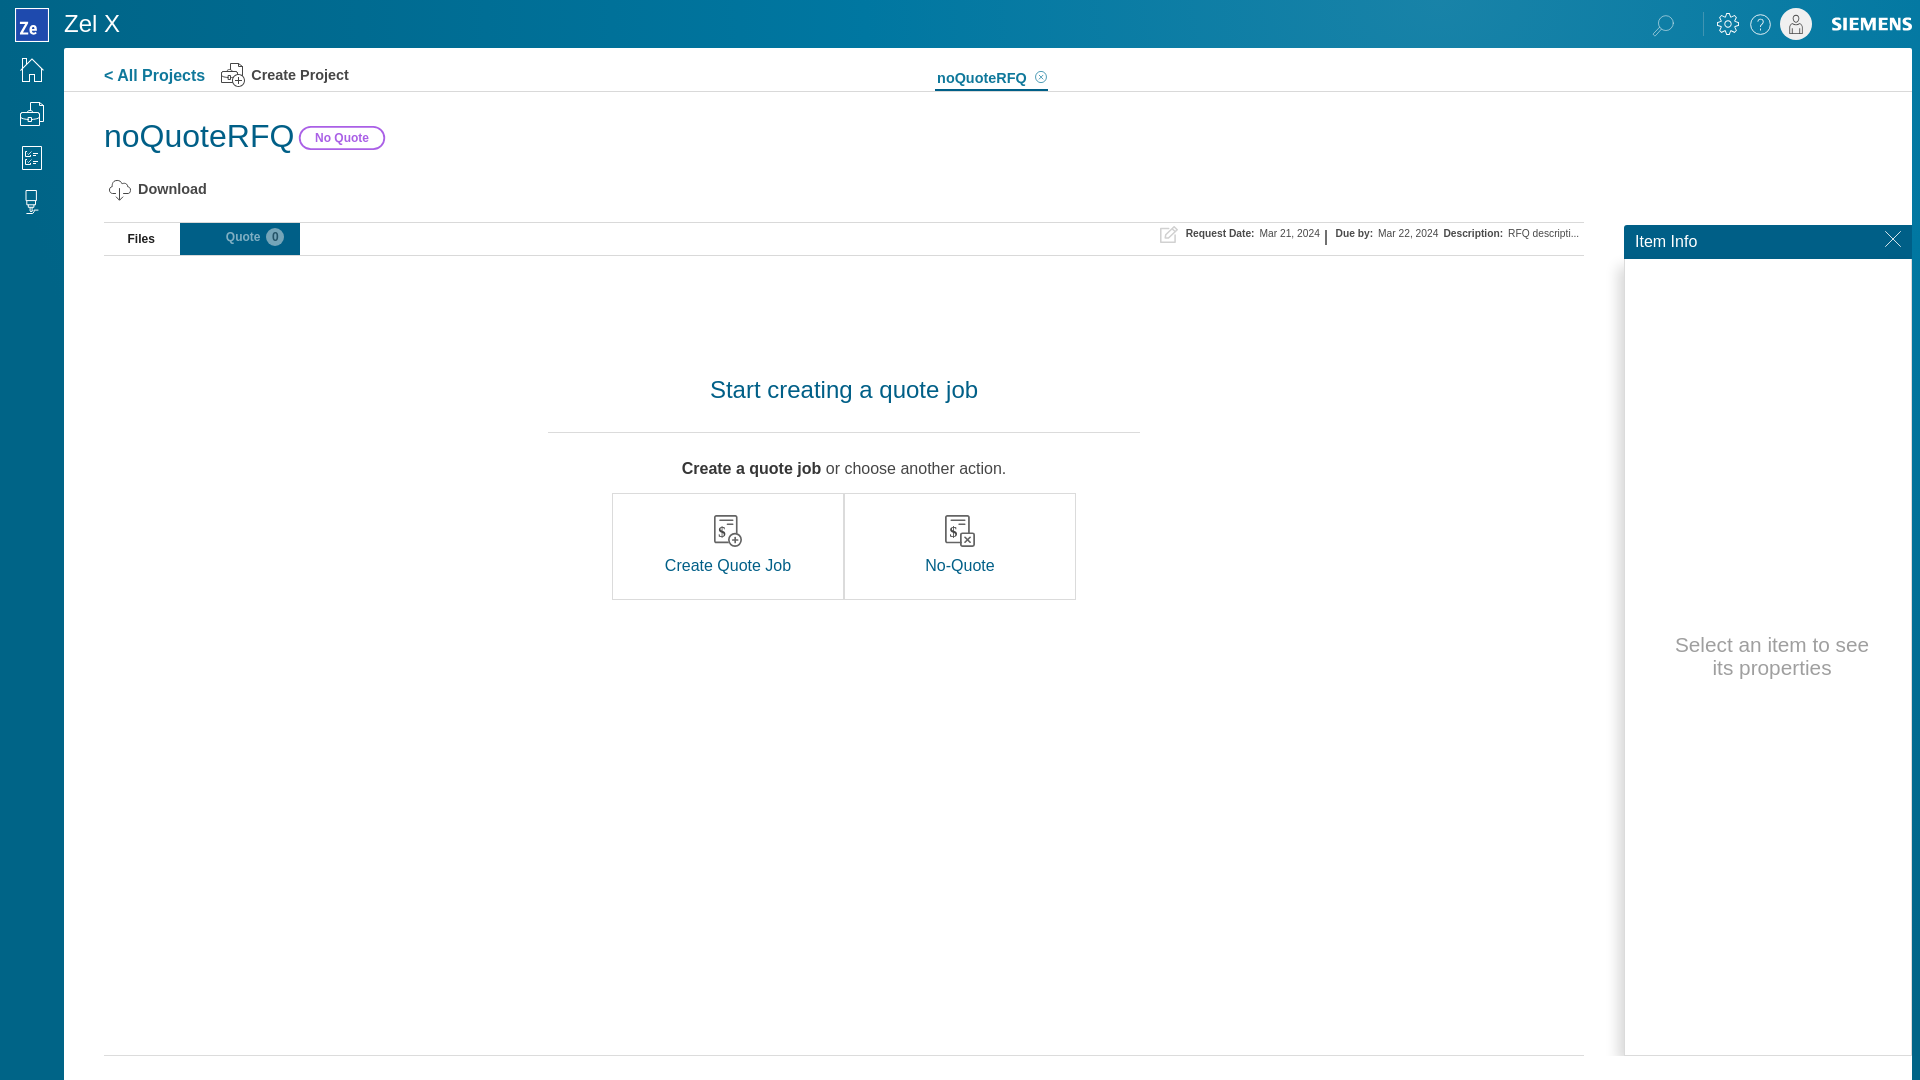 Ze
Zel X
SIEMENS
< All Projects
Create Project
noQuoteRFQ
noQuoteRFQ
No Quote
Download
Files
Quote
0
Request Date: Mar 21, 2024 | Due by: Mar 22, 2024 Description: RFQ descripti...
Item Info
Start creating a quote job
Create a quote job or choose another action.
$
Create Quote Job
$
No-Quote
Select an item to see
its properties